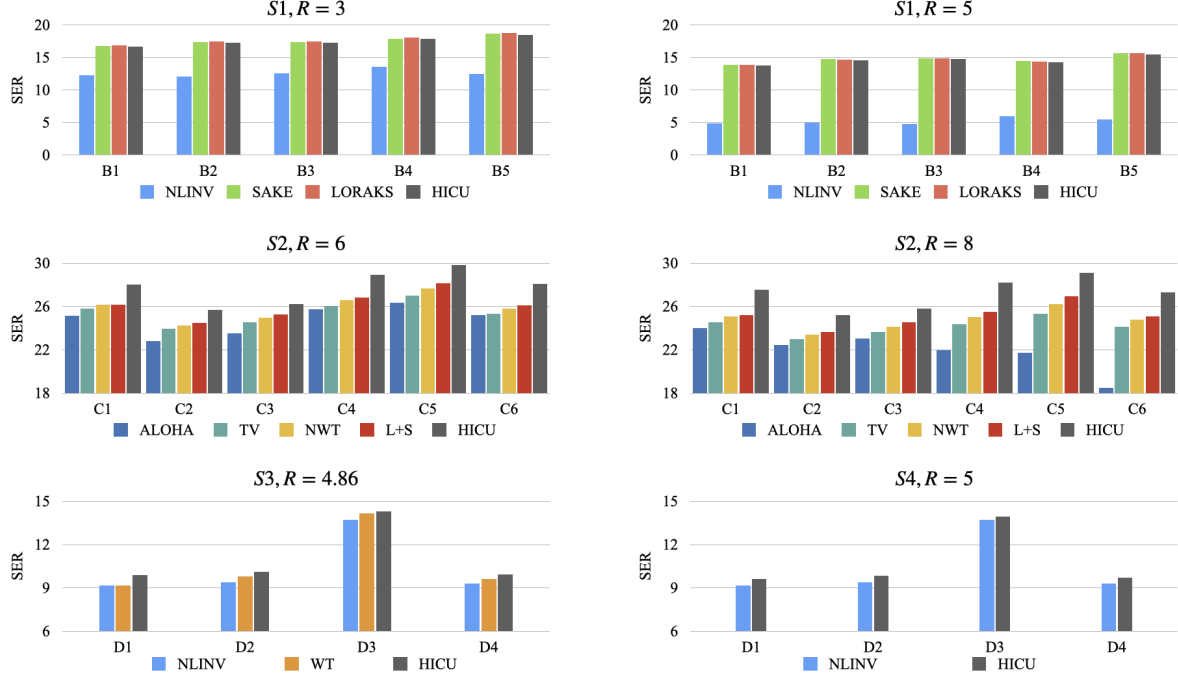 S1, R = 3
SER
20
15
10
5
0
B1 B2 B3 B4 B5
NLINV SAKE LORAKS HICU
S1, R = 5
SER
20
15
10
5
0
B1 B2 B3 B4 B5
NLINV SAKE LORAKS HICU
S2, R = 6
SER
30
26
22
18
C1 C2 C3 C4 C5 C6
ALOHA TV NWT L+S HICU
S2, R = 8
SER
30
26
22
18
C1 C2 C3 C4 C5 C6
ALOHA TV NWT L+S HICU
S3, R = 4.86
SER
15
12
9
6
D1 D2 D3 D4
NLINV WT HICU
S4, R = 5
SER
15
12
9
6
D1 D2 D3 D4
NLINV HICU